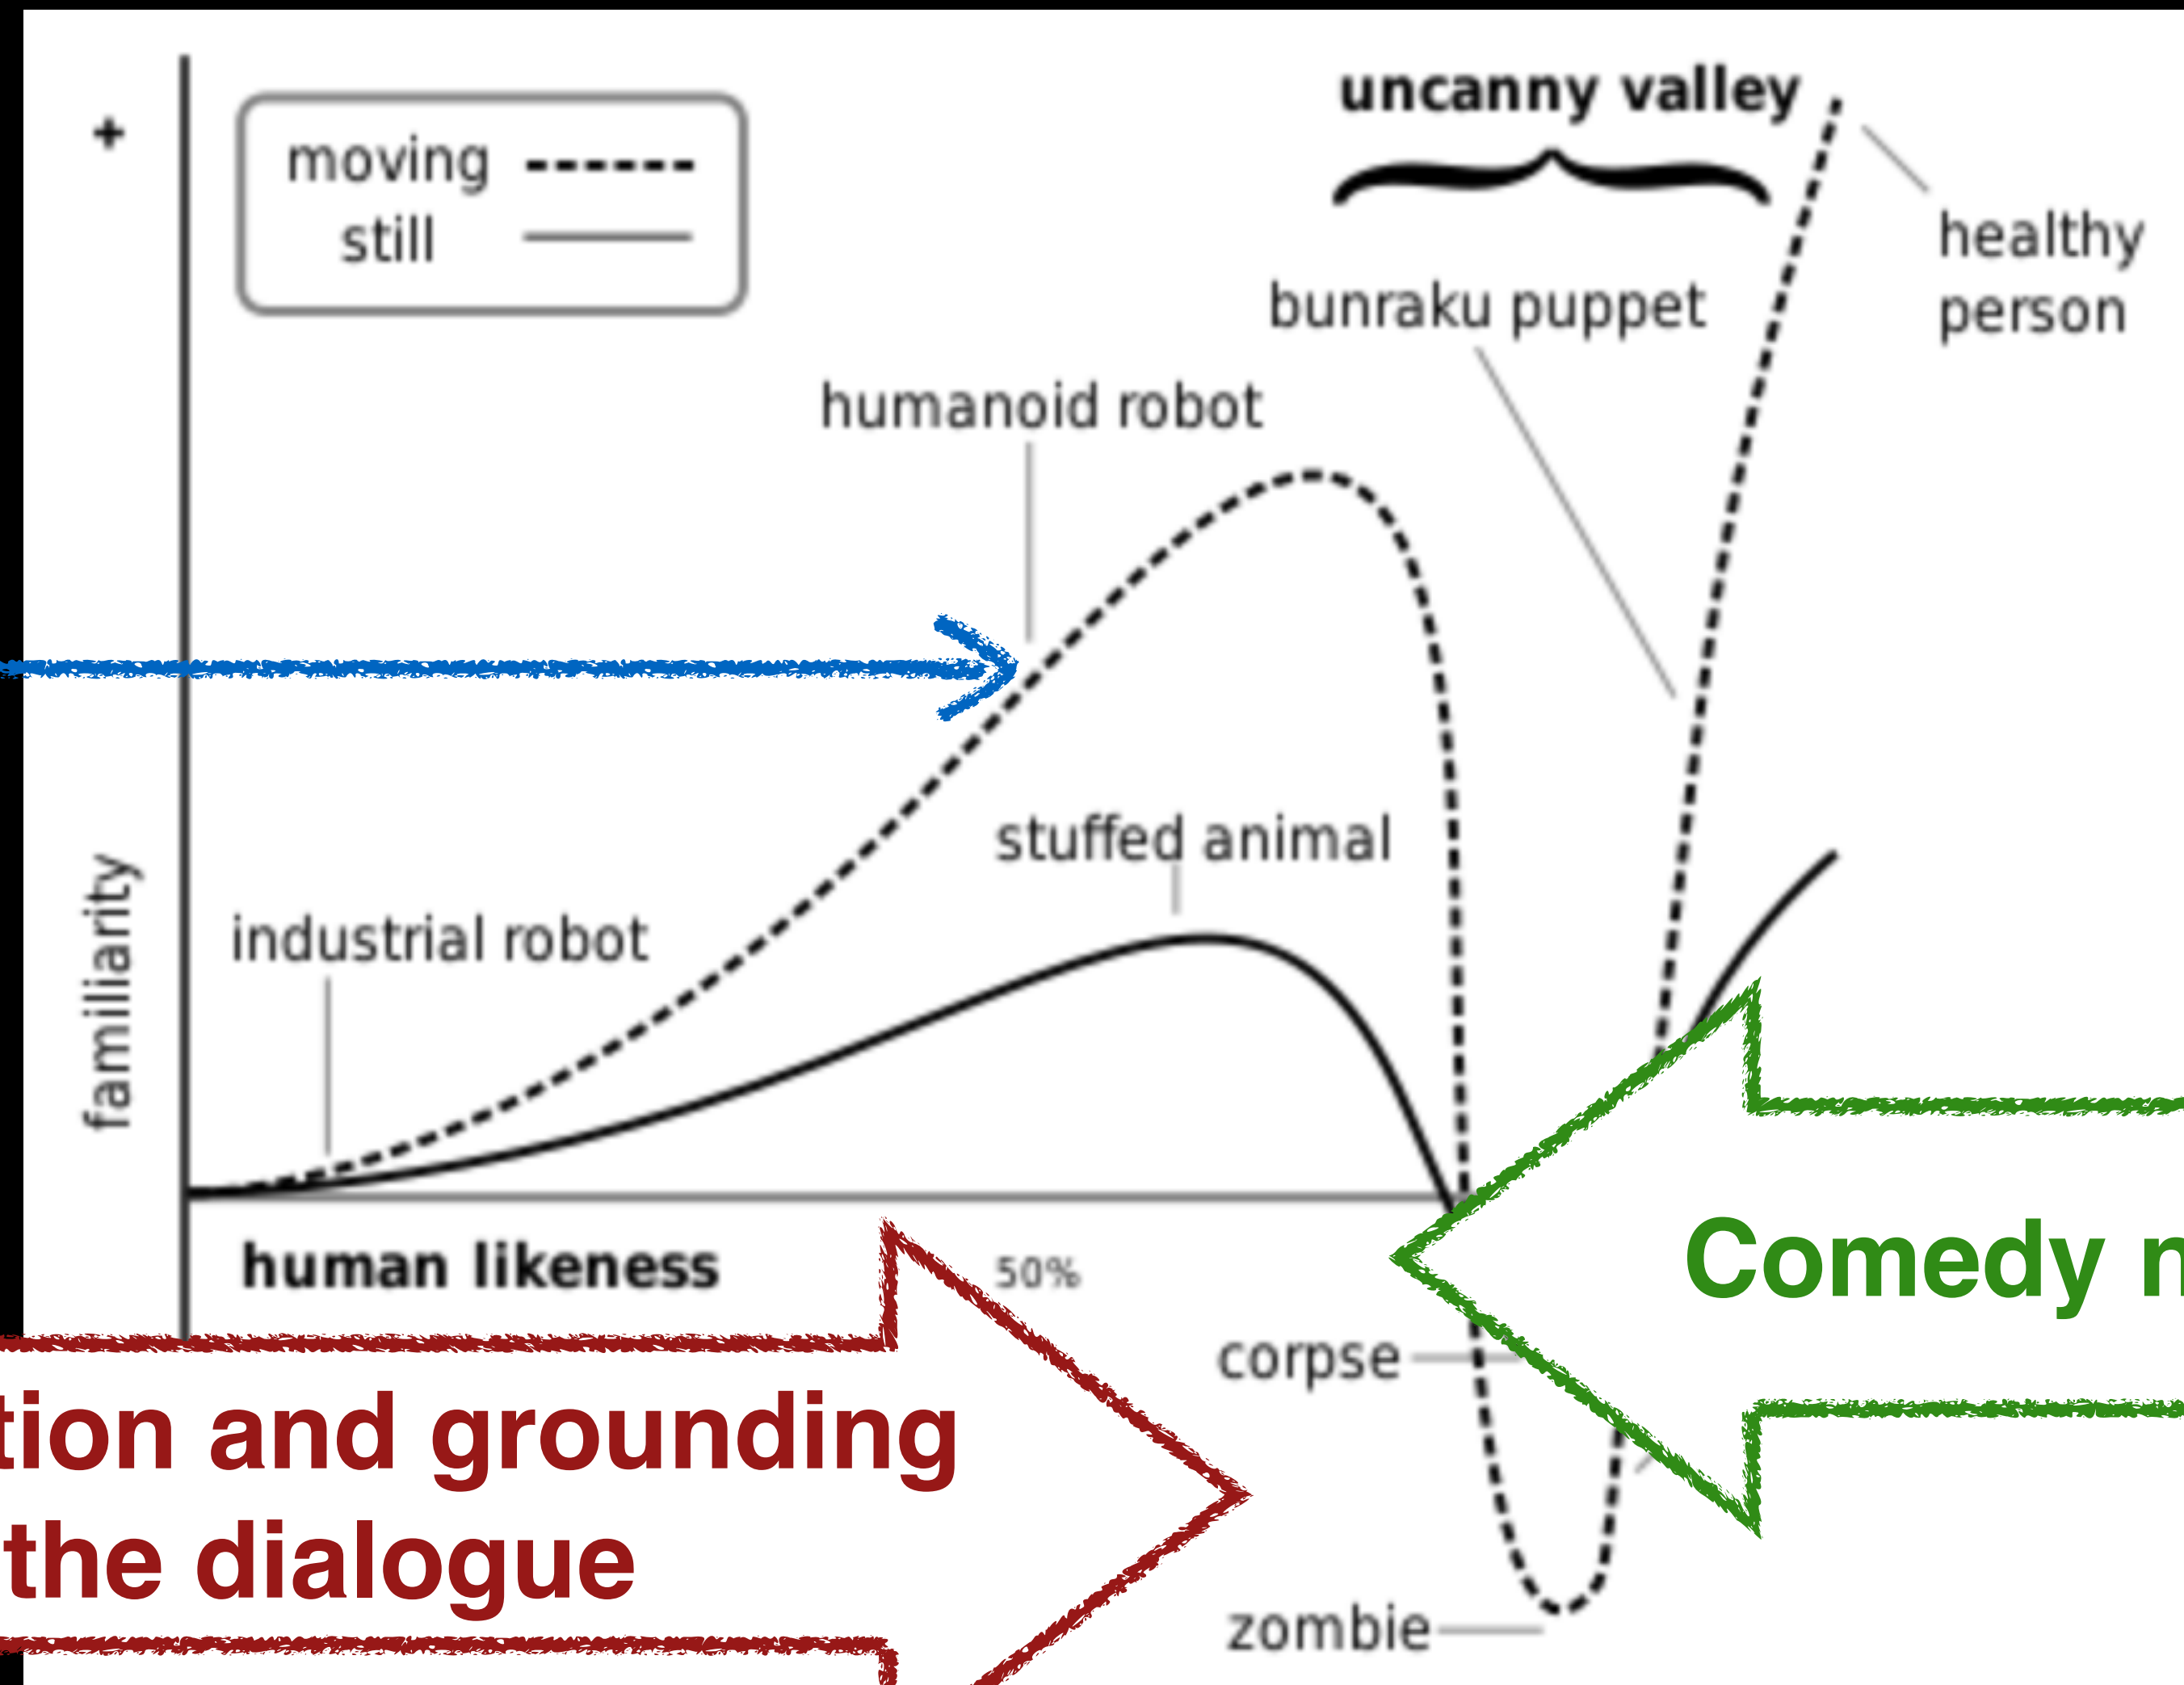 uncanny valley
+
moving
still
healthy
person
bunraku puppet
humanoid robot
stuffed animal
industrial robot
familiarity
human likeness
50%
Comedy
corpse
and grounding
the dialogue
zombie